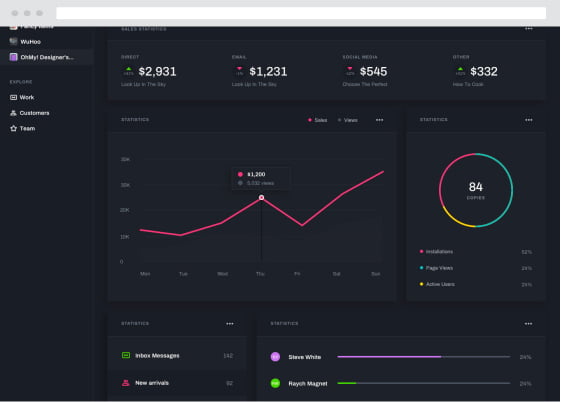 Fancy Items
WuHoo
OhMy! Designer's...
EXPLORE
Work
Customers
Team
SALES STATISTICS
DIRECT
$2,931
Look Up In The Sky
EMAIL
$1,231
Look Up In The Sky
SOCIAL MEDIA
$545
Choose The Perfect
OTHER
$332
How To Cook
STATISTICS
Sales
Views
30K
30K
20K
10K
0
$1,200
5,032 views
Mon
Tue
Wed
Thu
Fri
Sat
Sun
STATISTICS
84
COPIES
Installations
52%
Page Views
24%
Active Users
24%
STATISTICS
Inbox Messages
142
New arrivals
92
STATISTICS
Steve White
24%
Raych Magnet
24%